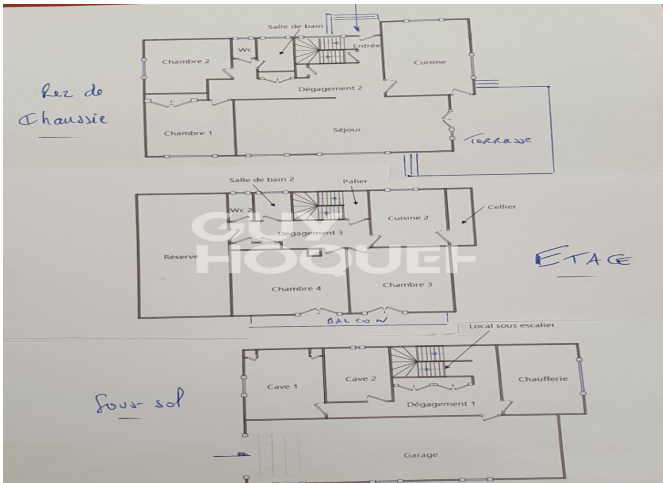 Salle de bain
Wc
Entrée
Chambre 2
Cuisine
Dégagement 2
Rez de
Chaussée
Chambre 1
Séjour
Terrasse
Salle de bain 2
Palier
Wc 2
Cuisine 2
Cellier
Dégagement 3
GUY
HOQUET
Réserve
ETAGE
Chambre 4
Chambre 3
BALCON
Local sous escalier
Cave 1
Cave 2
Chaufferie
Sous-sol
Dégagement 1
Garage